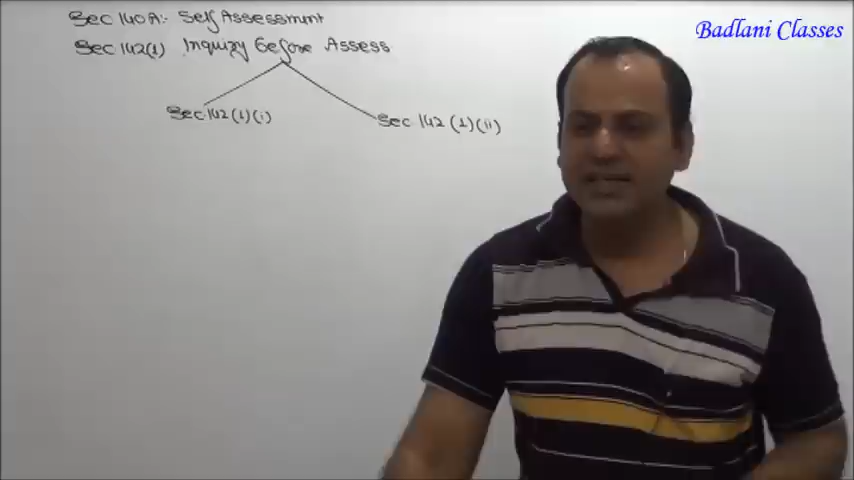 Sec 140A:- Self Assessment
Badlani Classes
Sec 142(1) Inquiry Before Assess
Sec.142(1)(i)
Sec.142(1)(ii)